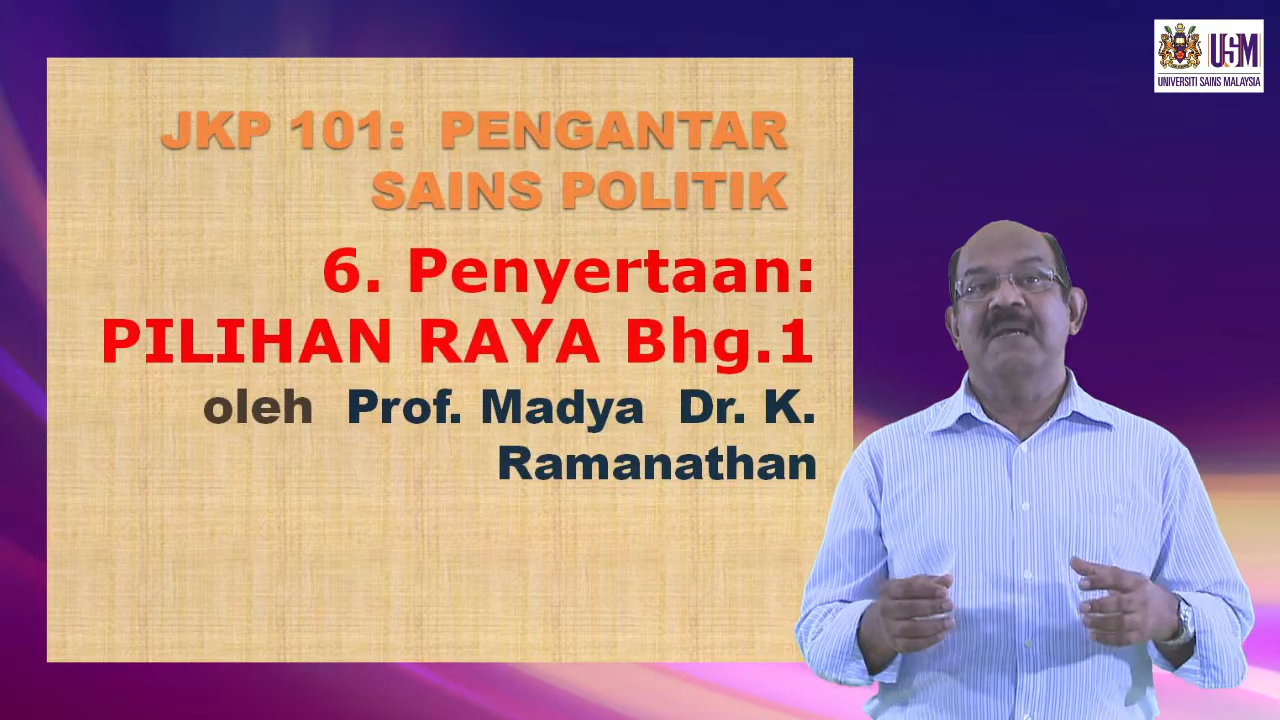 JKP 101: PENGANTAR
SAINS POLITIK
6. Penyertaan:
PILIHAN RAYA Bhg.1
oleh Prof. Madya Dr. K.
Ramanathan
USM
UNIVERSITI SAINS MALAYSIA